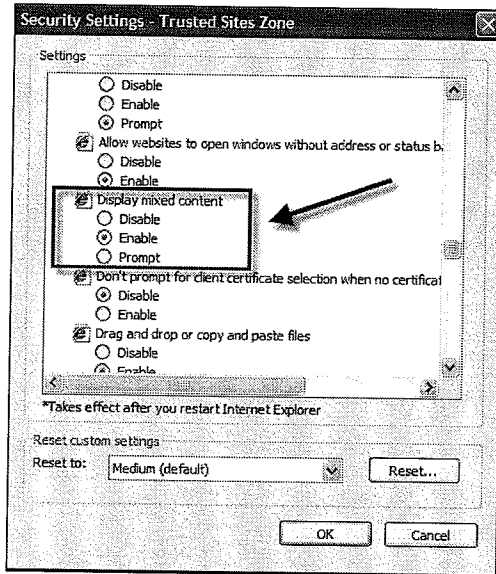 Security Settings - Trusted Sites Zone
Settings
Disable
Enable
Prompt
Allow websites to open windows without address or status b
Disable
Enable
Display mixed content
Disable
Enable
Prompt
Don't prompt for client certificate selection when no certificat
Disable
Enable
Drag and drop or copy and paste files
Disable
Enable
*Takes effect after you restart Internet Explorer
Reset custom settings
Reset to:
Medium (default)
Reset...
OK
Cancel